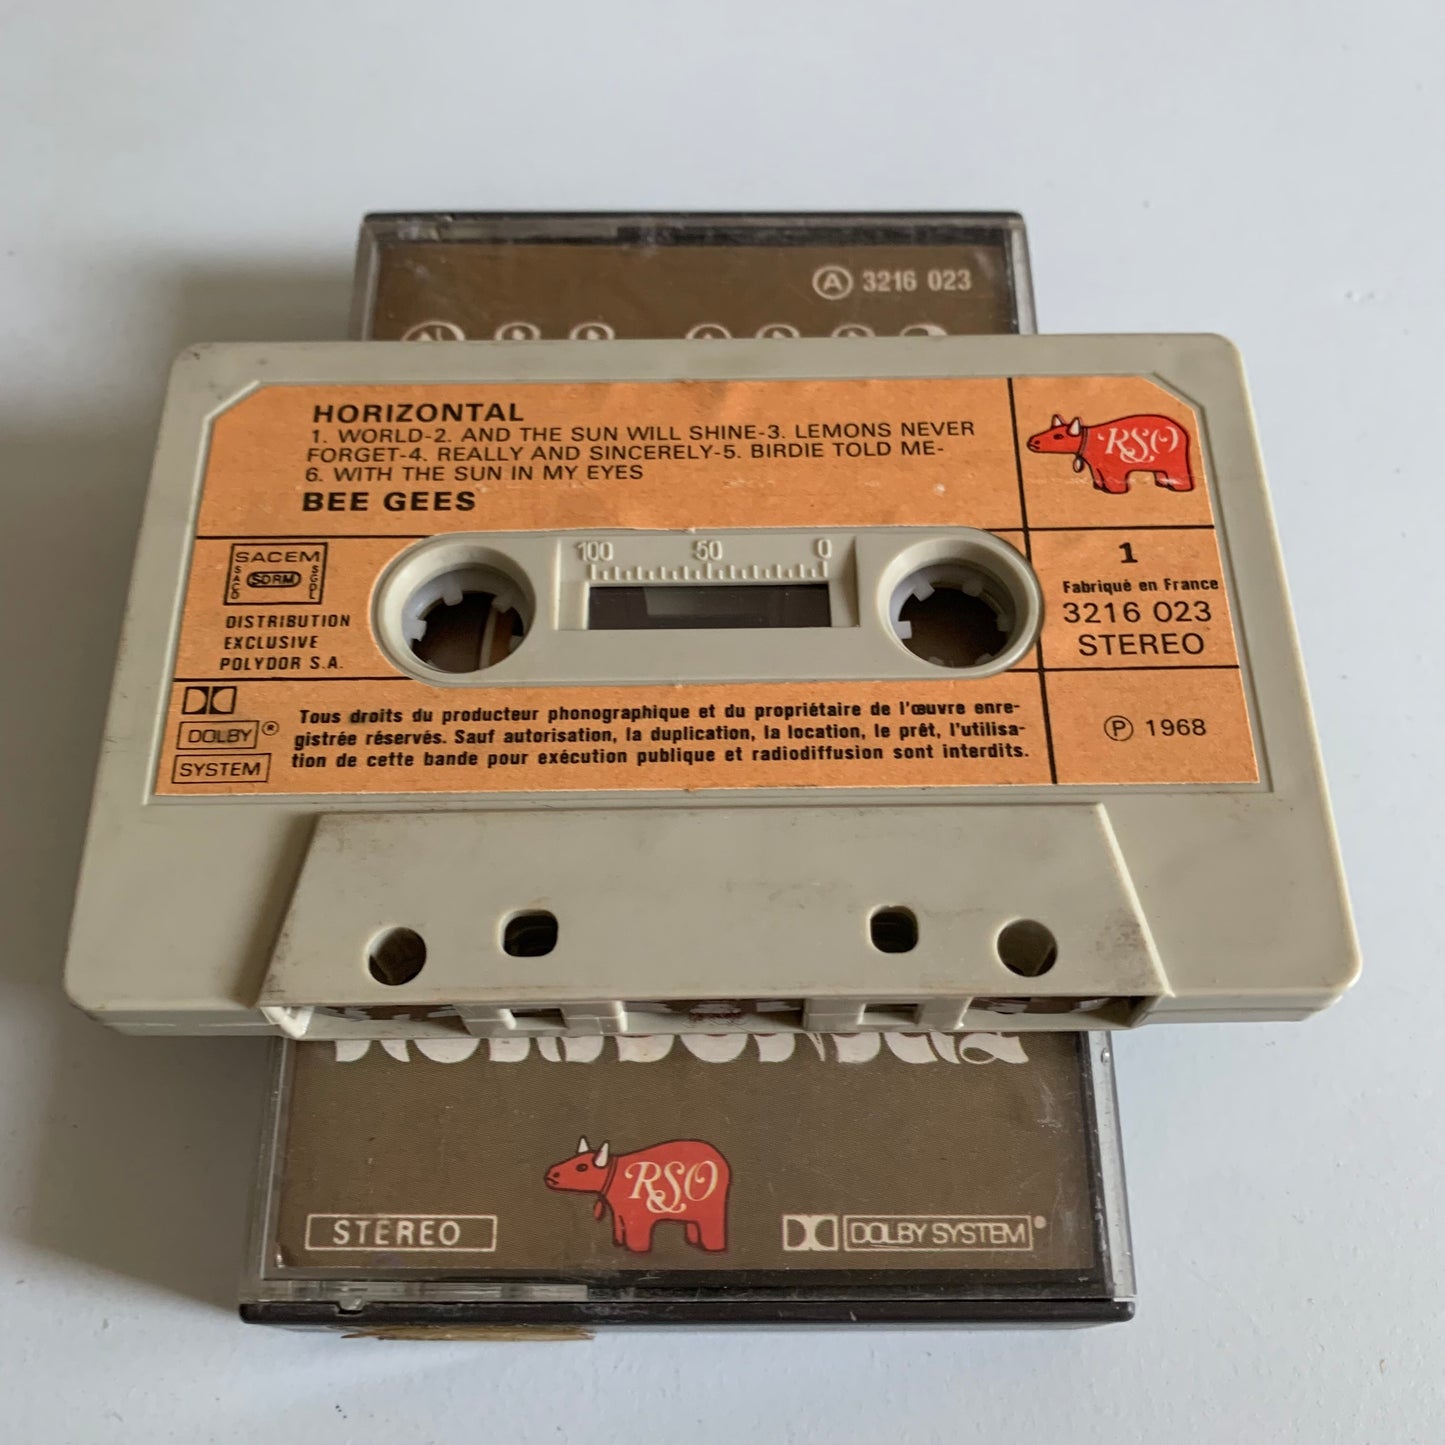 Ⓐ 3216 023
HORIZONTAL
1. WORLD-2. AND THE SUN WILL SHINE-3. LEMONS NEVER
FORGET-4. REALLY AND SINCERELY-5. BIRDIE TOLD ME-
6. WITH THE SUN IN MY EYES
BEE GEES
RSO
SACEM
SACD
SDRM
SGDL
DISTRIBUTION
EXCLUSIVE
POLYDOR S.A.
100 50 0
1
Fabriqué en France
3216 023
STEREO
DOLBY®
SYSTEM
Tous droits du producteur phonographique et du propriétaire de l'œuvre enre-
gistrée réservés. Sauf autorisation, la duplication, la location, le prêt, l'utilisa-
tion de cette bande pour exécution publique et radiodiffusion sont interdits.
Ⓟ 1968
RSO
STEREO
DOLBY SYSTEM®